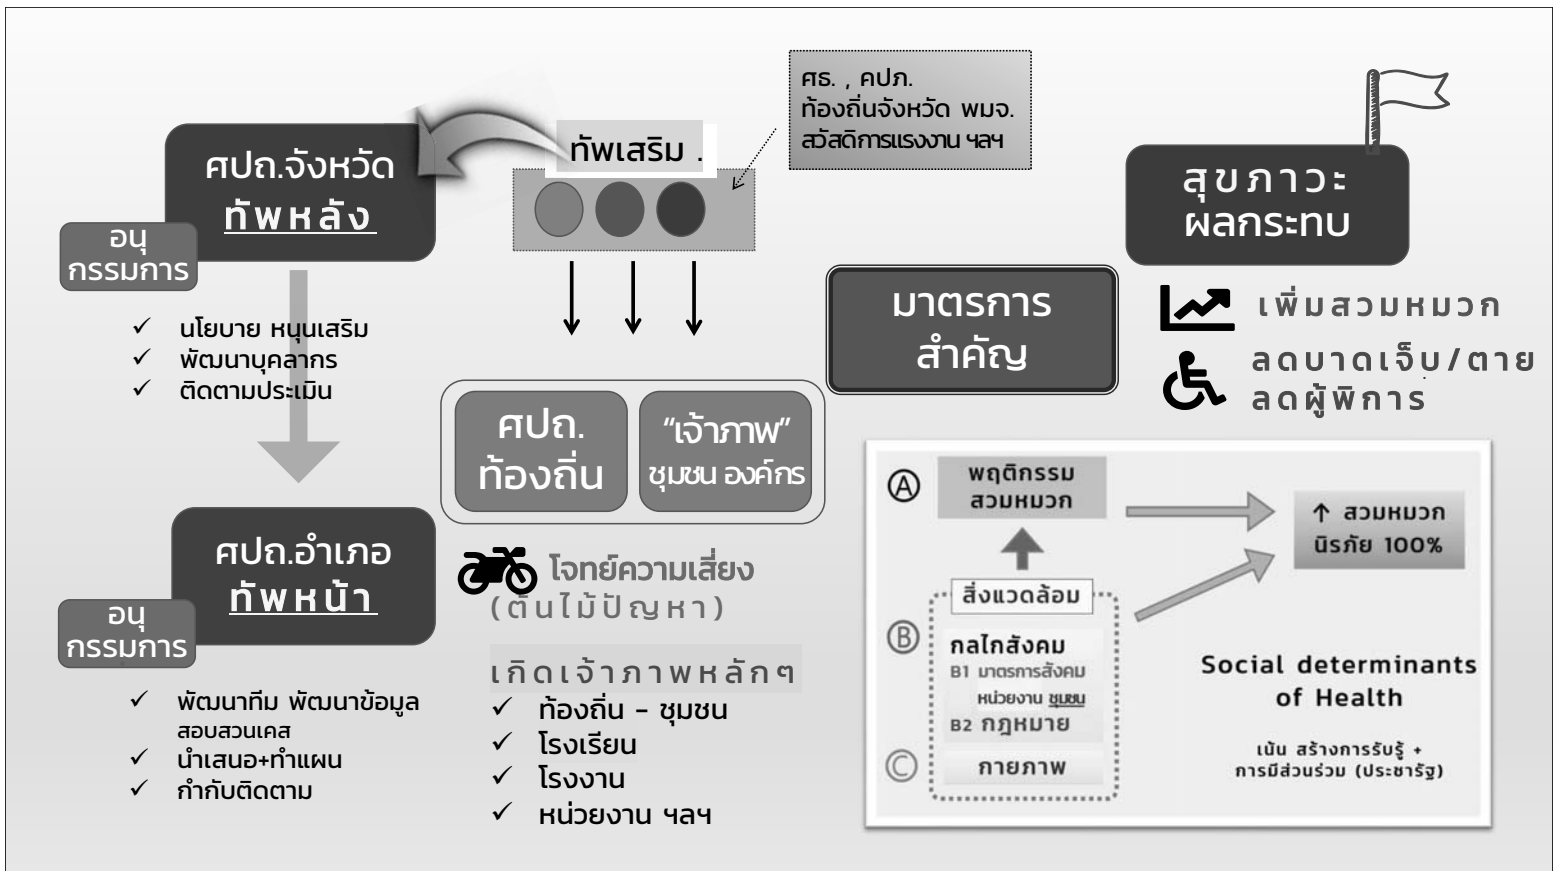 ศปถ.จังหวัด
ทัพหลัง
อนุ
กรรมการ
✓ นโยบาย หนุนเสริม
✓ พัฒนาบุคลากร
✓ ติดตามประเมิน
ศปถ.อำเภอ
ทัพหน้า
อนุ
กรรมการ
✓ พัฒนาทีม พัฒนาข้อมูล
สอบสวนเคส
✓ นำเสนอ+ทำแผน
✓ กำกับติดตาม
ทัพเสริม .
ศธ. , คปภ.
ท้องถิ่นจังหวัด พมจ.
สวัสดิการแรงงาน ฯลฯ
ศปถ.
ท้องถิ่น
“เจ้าภาพ”
ชุมชน องค์กร
โจทย์ความเสี่ยง
(ต้นไม้ปัญหา)
เกิดเจ้าภาพหลักๆ
✓ ท้องถิ่น - ชุมชน
✓ โรงเรียน
✓ โรงงาน
✓ หน่วยงาน ฯลฯ
มาตรการ
สำคัญ
สุขภาวะ
ผลกระทบ
เพิ่มสวมหมวก
ลดบาดเจ็บ/ตาย
ลดผู้พิการ
A
พฤติกรรม
สวมหมวก
↑ สวมหมวก
นิรภัย 100%
สิ่งแวดล้อม
B
กลไกสังคม
B1 มาตรการสังคม
หน่วยงาน ชุมชน
B2 กฎหมาย
C
กายภาพ
Social determinants
of Health
เน้น สร้างการรับรู้ +
การมีส่วนร่วม (ประชารัฐ)